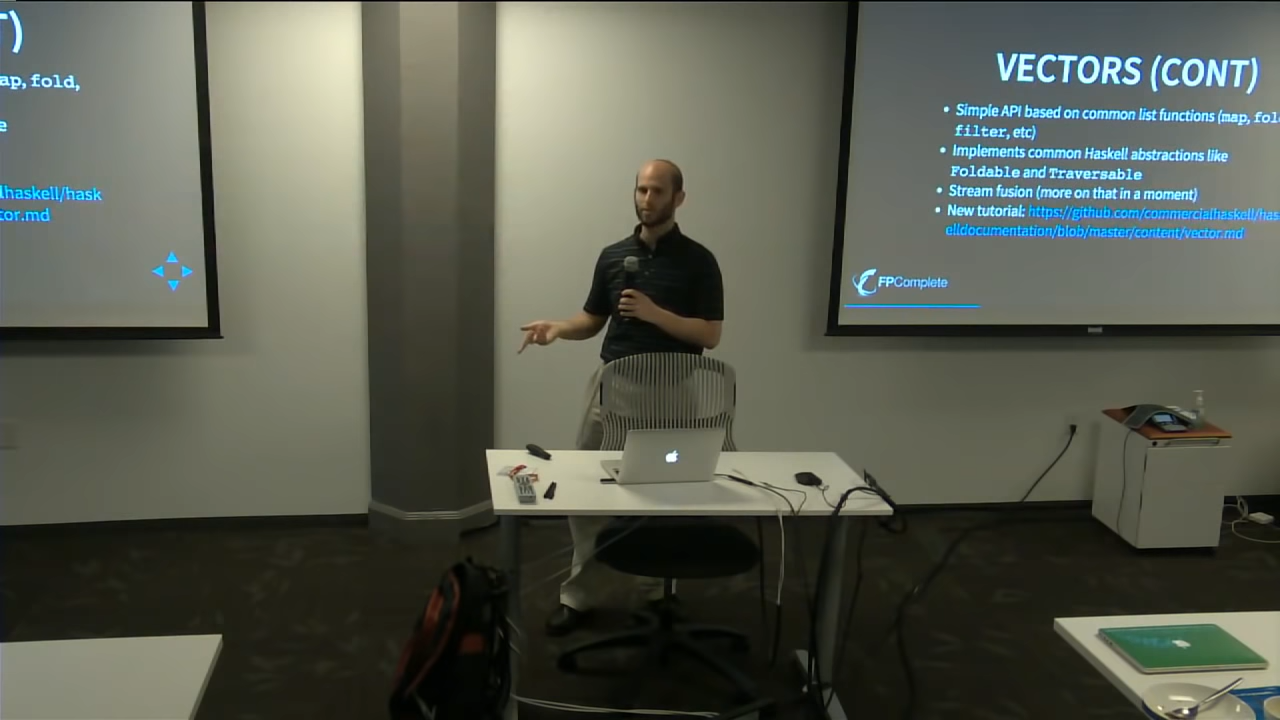 )
ap, fold,
e
lhaskell/hask
tor.md
VECTORS (CONT)
• Simple API based on common list functions (map, fol
filter, etc)
• Implements common Haskell abstractions like
Foldable and Traversable
• Stream fusion (more on that in a moment)
• New tutorial: https://github.com/commercialhaskell/has
elldocumentation/blob/master/content/vector.md
FPComplete